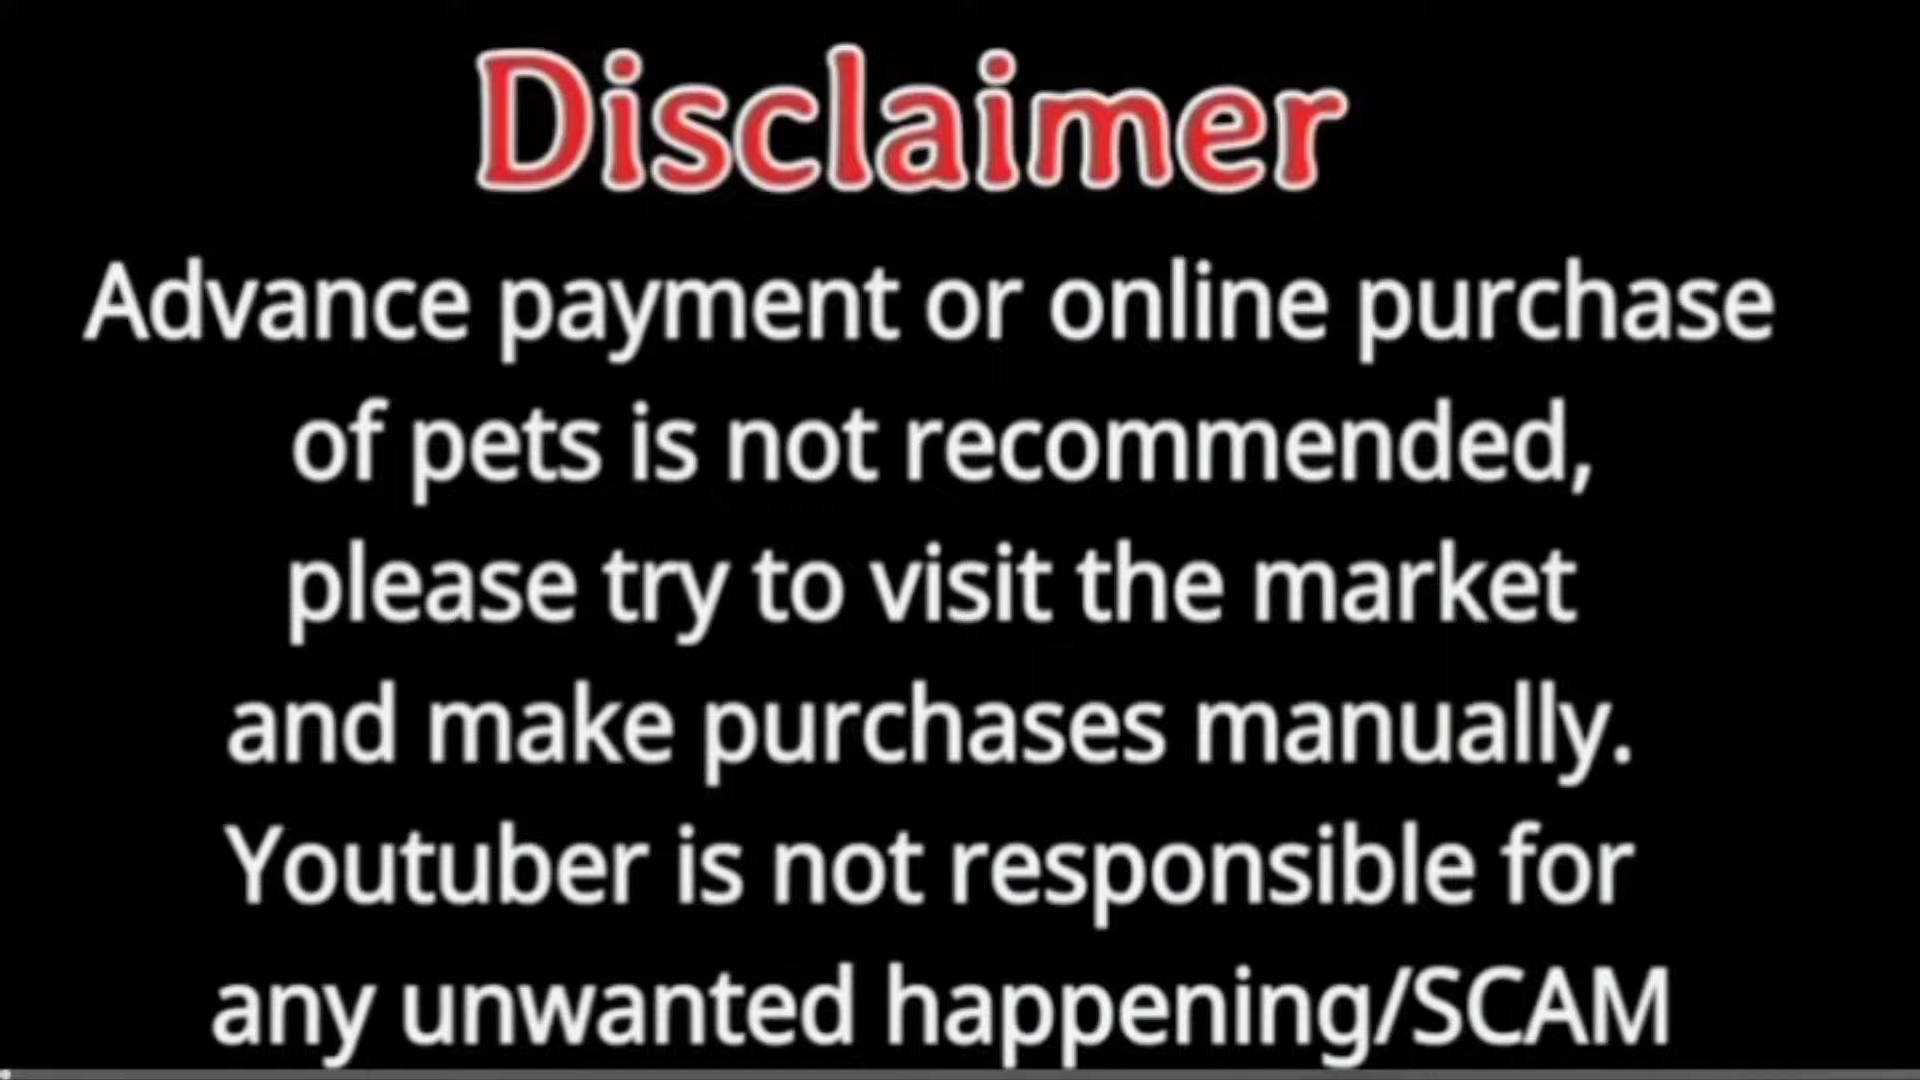 Disclaimer
Advance payment or online purchase
of pets is not recommended,
please try to visit the market
and make purchases manually.
Youtuber is not responsible for
any unwanted happening/SCAM